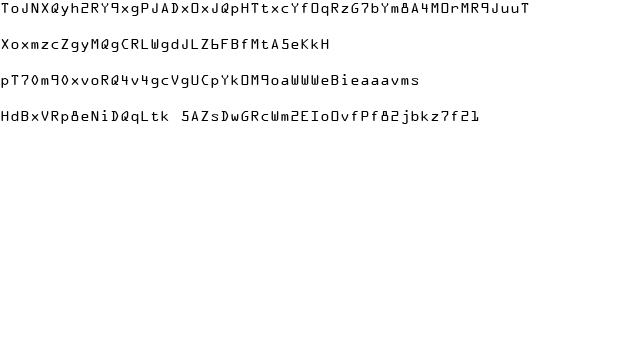 ToJNXQyh2RY9xgPJADxOxJQpHTtxcYfOqRzG7bYm8A4MOrMR9JuuT
XoxmzcZgyMQgCRLWgdJLZ6FBfMtA5eKkH
pT70m90xvoRQ4v4gcVgUCpYkOM9oaWWWeBieaaavms
HdBxVRp8eNiDQqLtk 5AZsDwGRcWm2EIoOvfPf82jbkz7f21